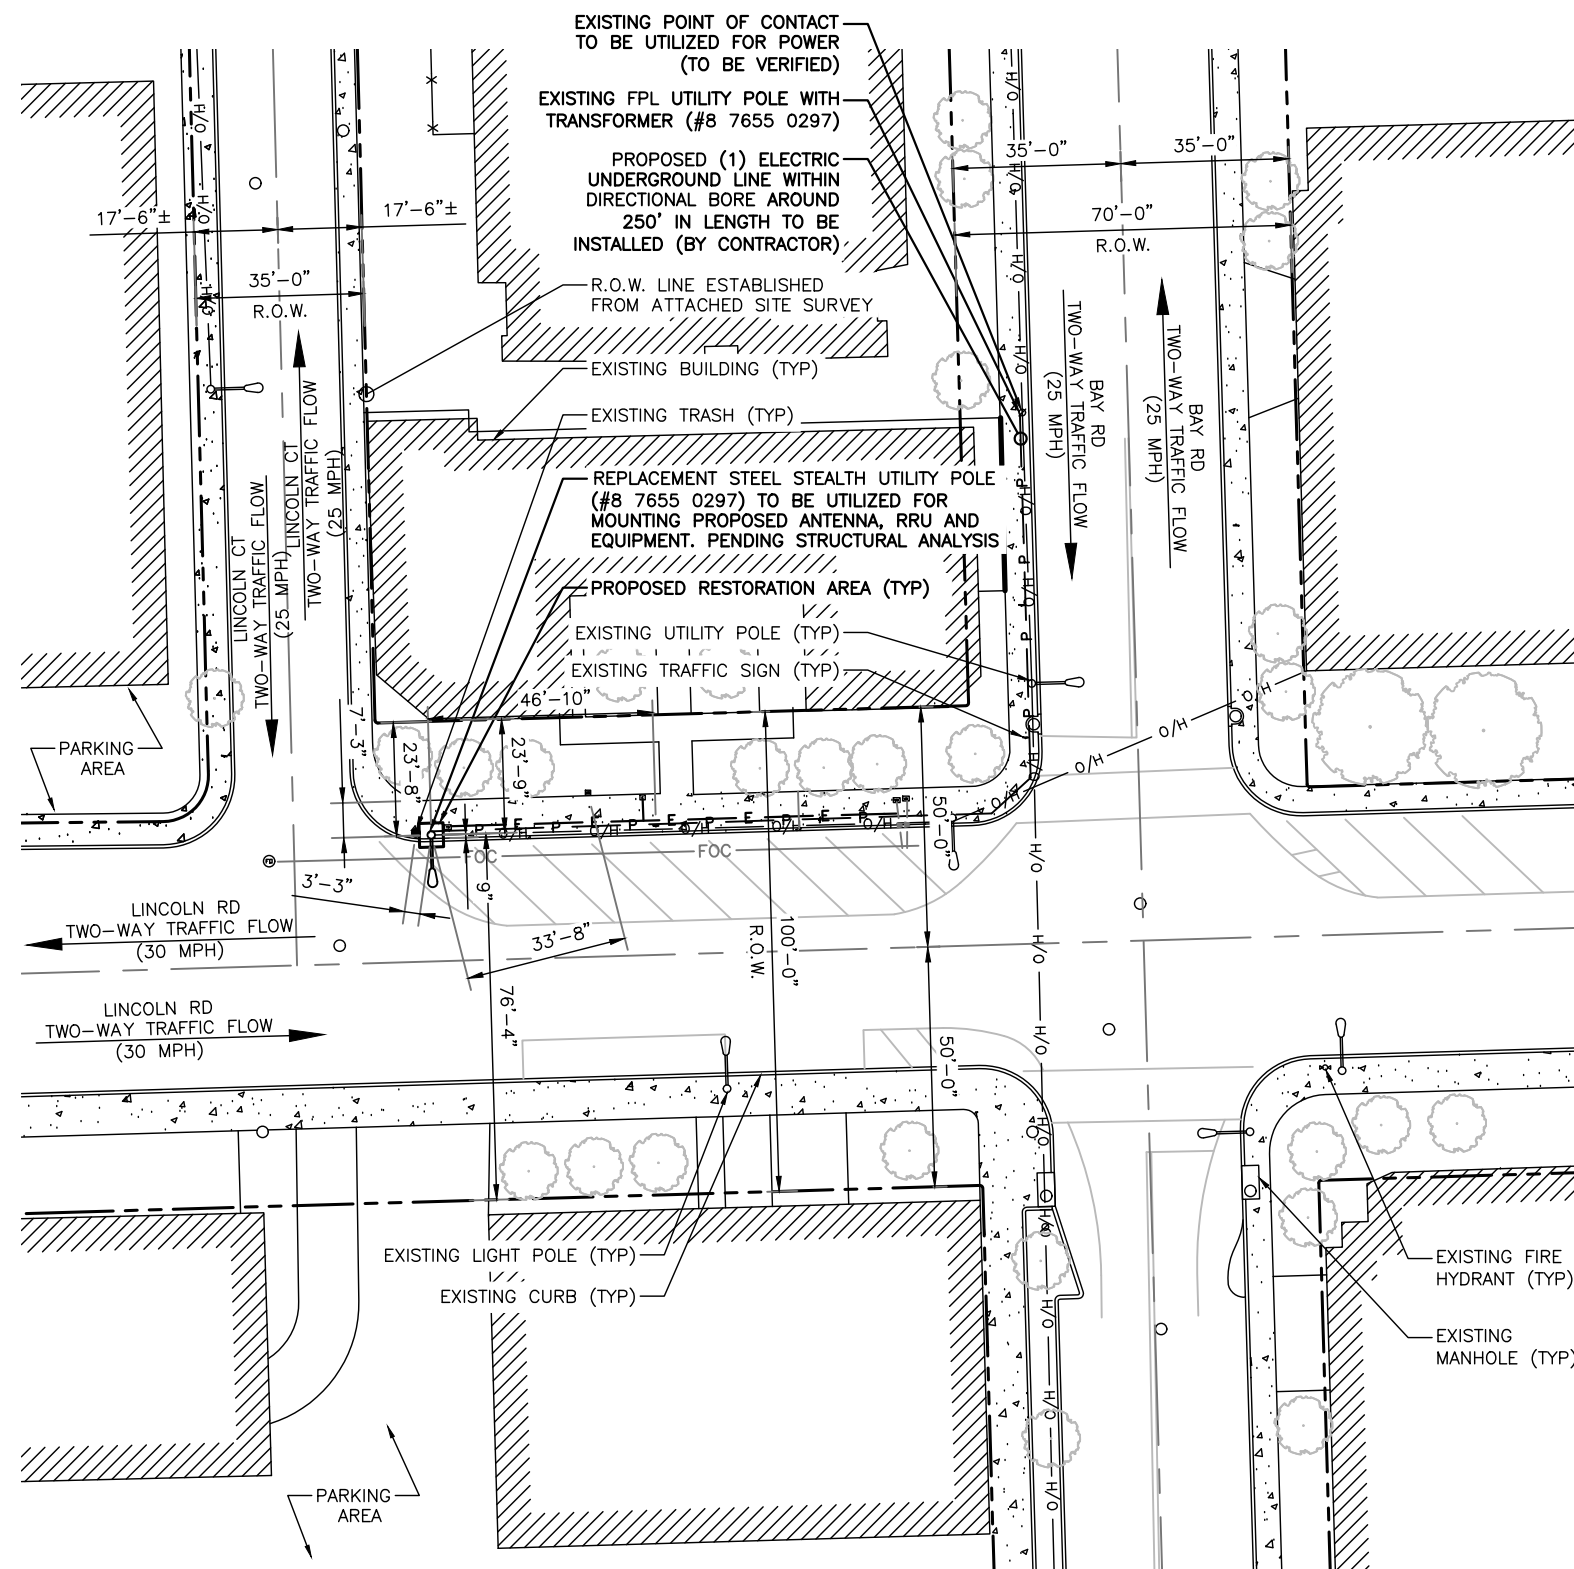 EXISTING POINT OF CONTACT
TO BE UTILIZED FOR POWER
(TO BE VERIFIED)
EXISTING FPL UTILITY POLE WITH
TRANSFORMER (#8 7655 0297)
PROPOSED (1) ELECTRIC
UNDERGROUND LINE WITHIN
DIRECTIONAL BORE AROUND
250' IN LENGTH TO BE
INSTALLED (BY CONTRACTOR)
R.O.W. LINE ESTABLISHED
FROM ATTACHED SITE SURVEY
EXISTING BUILDING (TYP)
EXISTING TRASH (TYP)
REPLACEMENT STEEL STEALTH UTILITY POLE
(#8 7655 0297) TO BE UTILIZED FOR
MOUNTING PROPOSED ANTENNA, RRU AND
EQUIPMENT. PENDING STRUCTURAL ANALYSIS
PROPOSED RESTORATION AREA (TYP)
EXISTING UTILITY POLE (TYP)
EXISTING TRAFFIC SIGN (TYP)
17'-6"±
17'-6"±
35'-0"
R.O.W.
35'-0"
35'-0"
70'-0"
R.O.W.
LINCOLN CT
TWO-WAY TRAFFIC FLOW
(25 MPH)
LINCOLN CT
TWO-WAY TRAFFIC FLOW
(25 MPH)
BAY RD
TWO-WAY TRAFFIC FLOW
(25 MPH)
BAY RD
TWO-WAY TRAFFIC FLOW
(25 MPH)
O/H
O/H
O/H
O/H
O/H
O/H
O/H
O/H
O/H
O/H
O/H
P
P
P
P
46'-10"
7'-3"
23'-8"
23'-9"
50'-0"
PARKING
AREA
P
E
P
P
E
P
E
P
O/H
O/H
O/H
O/H
O/H
O/H
O/H
O/H
O/H
FOC
FOC
3'-3"
9"
33'-8"
100'-0"
R.O.W.
76'-4"
50'-0"
LINCOLN RD
TWO-WAY TRAFFIC FLOW
(30 MPH)
LINCOLN RD
TWO-WAY TRAFFIC FLOW
(30 MPH)
O/H
O/H
O/H
O/H
O/H
O/H
O/H
O/H
EXISTING LIGHT POLE (TYP)
EXISTING CURB (TYP)
EXISTING FIRE
HYDRANT (TYP)
EXISTING
MANHOLE (TYP)
PARKING
AREA